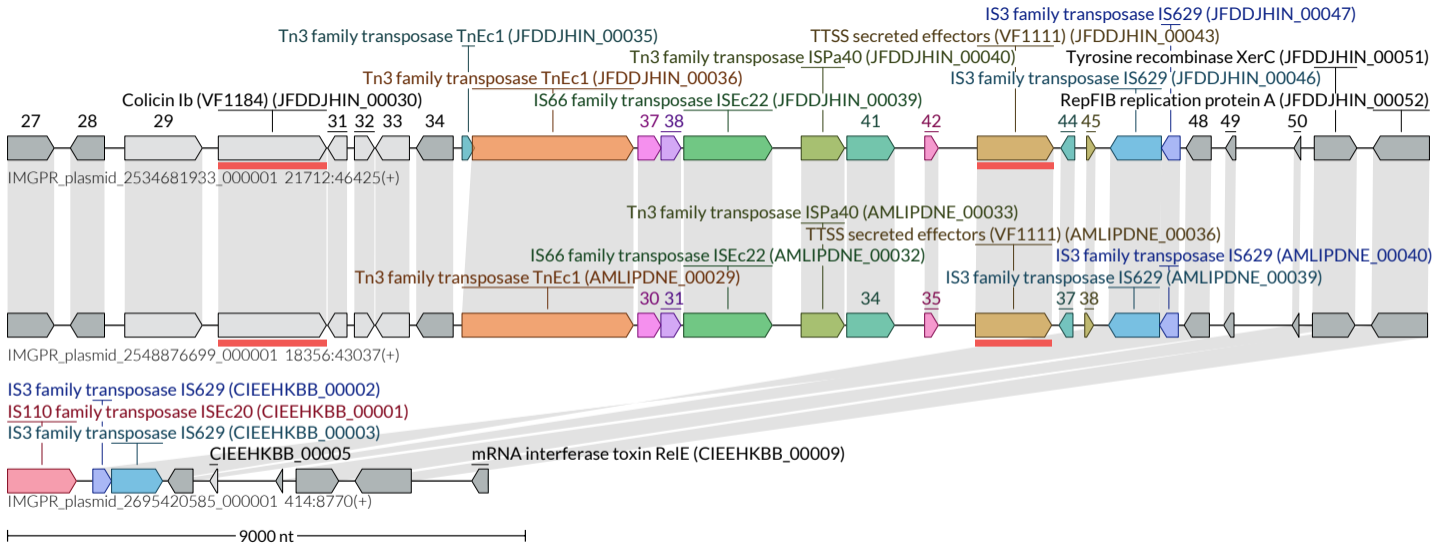 IS3 family transposase IS629 (JFDDJHIN_00047)
Tn3 family transposase TnEc1 (JFDDJHIN_00035)
TTSS secreted effectors (VF1111) (JFDDJHIN_00043)
Tn3 family transposase ISPa40 (JFDDJHIN_00040)
Tyrosine recombinase XerC (JFDDJHIN_00051)
Tn3 family transposase TnEc1 (JFDDJHIN_00036)
IS3 family transposase IS629 (JFDDJHIN_00046)
Colicin Ib (VF1184) (JFDDJHIN_00030)
IS66 family transposase ISEc22 (JFDDJHIN_00039)
RepFIB replication protein A (JFDDJHIN_00052)
27 28 29 31 32 33 34 37 38 41 42 44 45 48 49 50
IMGPR_plasmid_2534681933_000001 21712:46425(+)
Tn3 family transposase ISPa40 (AMLIPDNE_00033)
TTSS secreted effectors (VF1111) (AMLIPDNE_00036)
IS66 family transposase ISEc22 (AMLIPDNE_00032)
IS3 family transposase IS629 (AMLIPDNE_00040)
Tn3 family transposase TnEc1 (AMLIPDNE_00029)
IS3 family transposase IS629 (AMLIPDNE_00039)
30 31 34 35 37 38
IMGPR_plasmid_2548876699_000001 18356:43037(+)
IS3 family transposase IS629 (CIEEHKBB_00002)
IS110 family transposase ISEc20 (CIEEHKBB_00001)
IS3 family transposase IS629 (CIEEHKBB_00003)
CIEEHKBB_00005
mRNA interferase toxin RelE (CIEEHKBB_00009)
IMGPR_plasmid_2695420585_000001 414:8770(+)
9000 nt